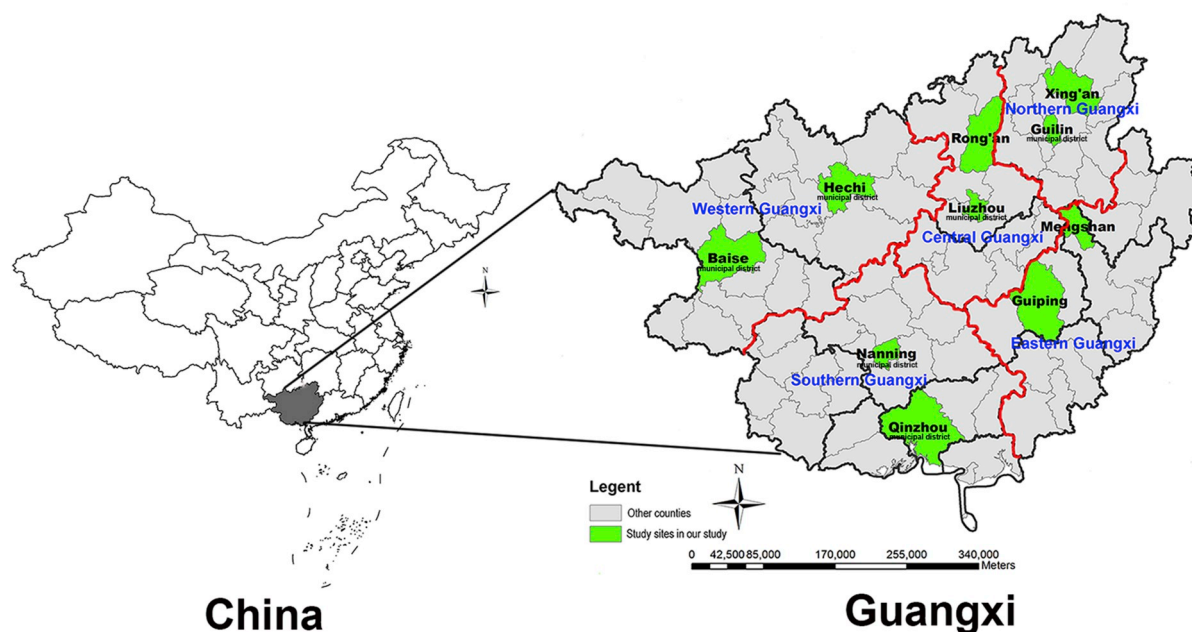 Xing'an
Northern Guangxi
Guilin
municipal district
Rong'an
Hechi
municipal district
Liuzhou
municipal district
Western Guangxi
Mengshan
Central Guangxi
Baise
municipal district
Guiping
Eastern Guangxi
Nanning
municipal district
Southern Guangxi
Qinzhou
municipal district
N
N
Legent
Other counties
Study sites in our study
0 42,500 85,000 170,000 255,000 340,000
Meters
China
Guangxi